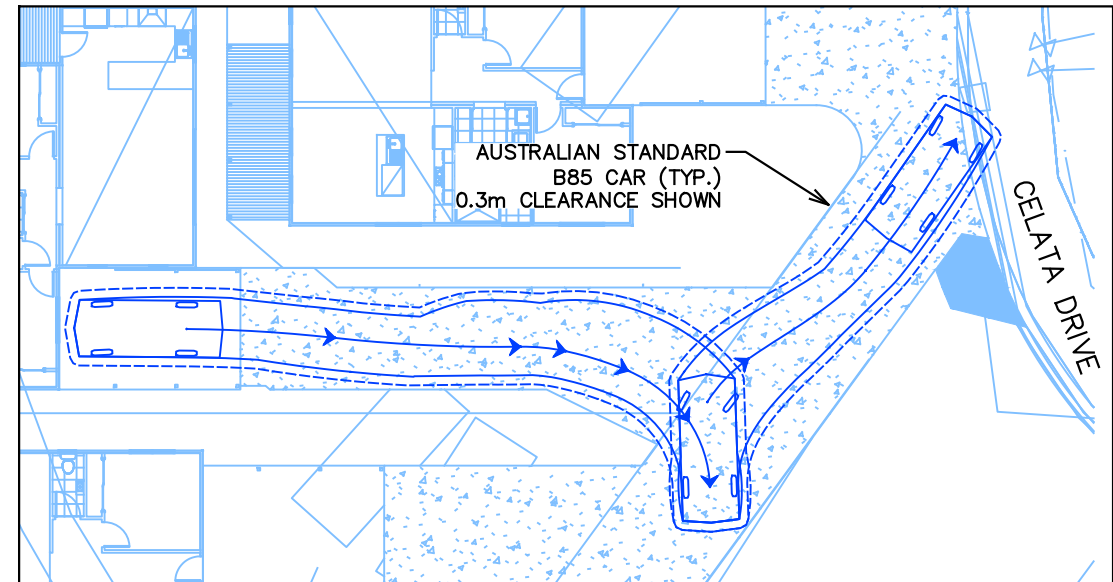 AUSTRALIAN STANDARD
B85 CAR (TYP.)
0.3m CLEARANCE SHOWN
CELATA DRIVE